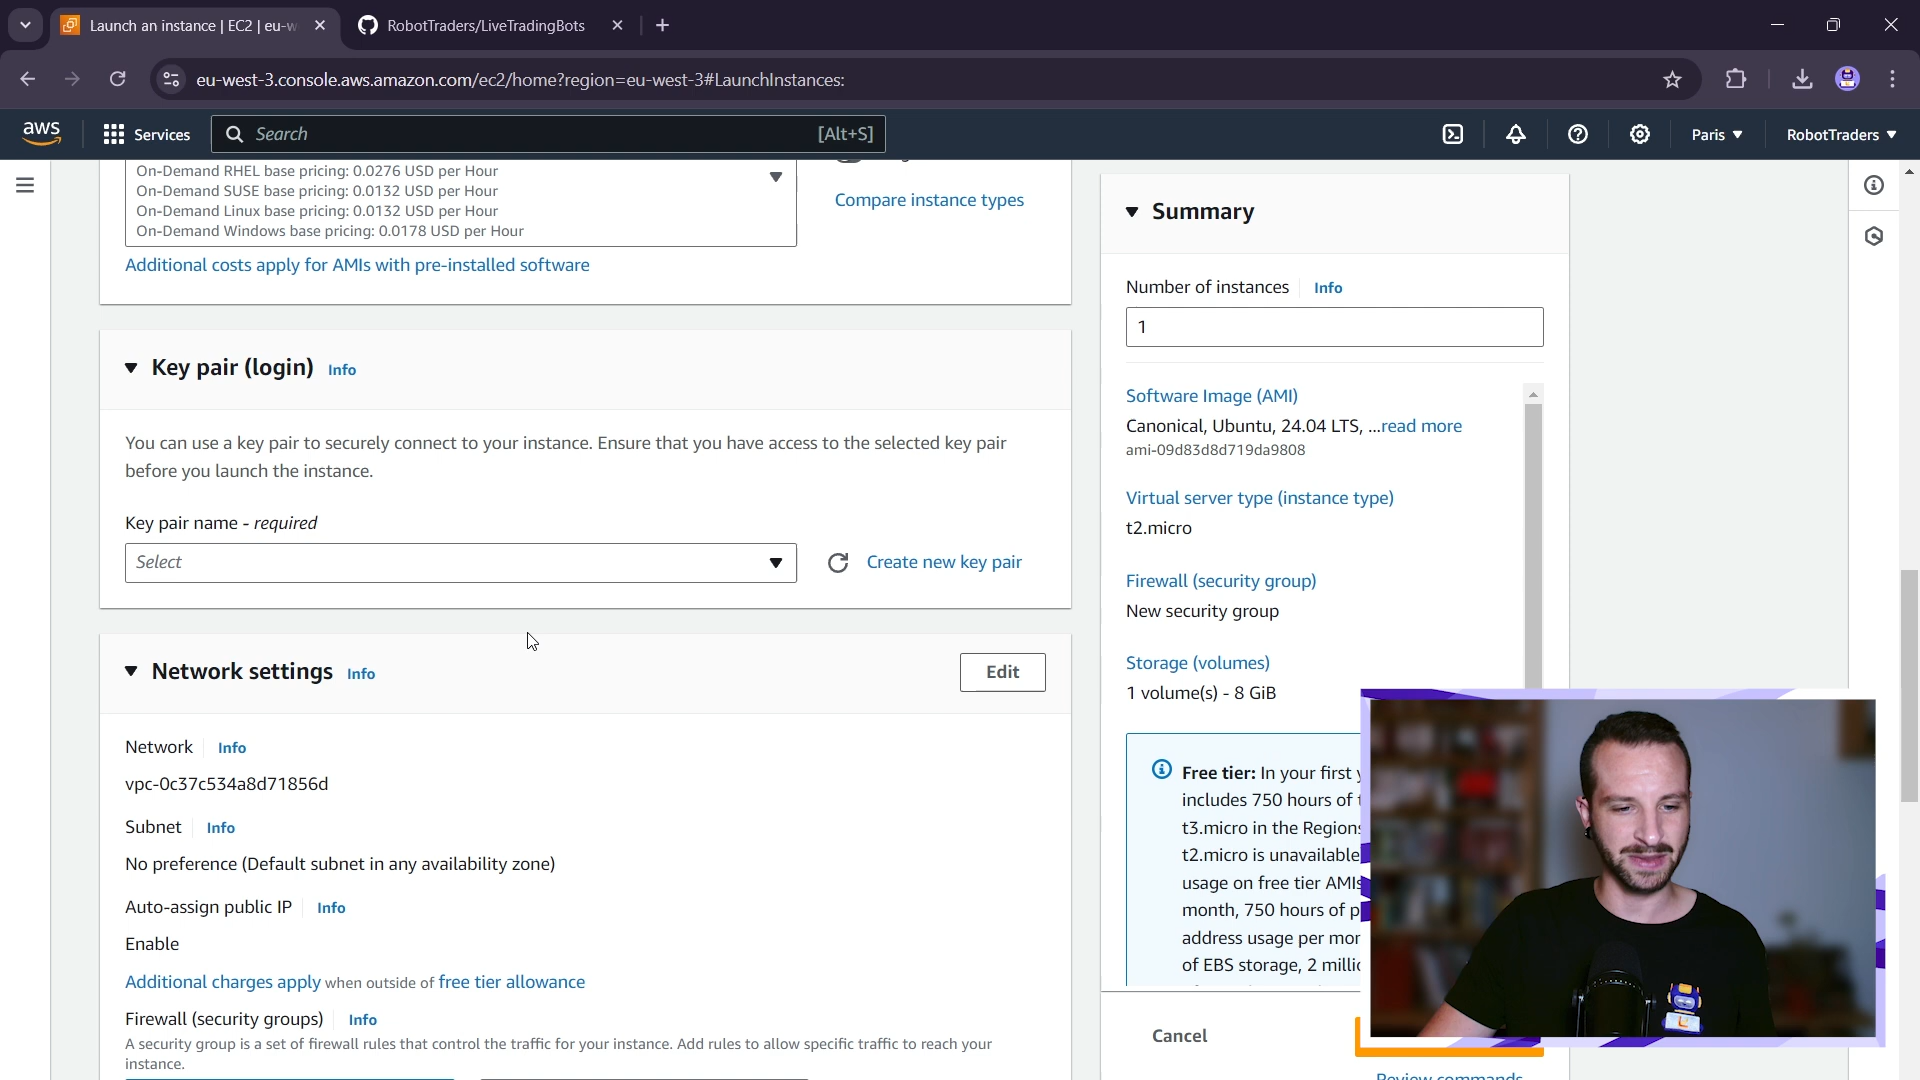 Launch an instance | EC2 | eu-w
RobotTraders/LiveTradingBots
eu-west-3.console.aws.amazon.com/ec2/home?region=eu-west-3#LaunchInstances:
aws
Services
Search
[Alt+S]
Paris
RobotTraders
On-Demand RHEL base pricing: 0.0276 USD per Hour
On-Demand SUSE base pricing: 0.0132 USD per Hour
On-Demand Linux base pricing: 0.0132 USD per Hour
On-Demand Windows base pricing: 0.0178 USD per Hour
Compare instance types
Additional costs apply for AMIs with pre-installed software
Key pair (login) Info
You can use a key pair to securely connect to your instance. Ensure that you have access to the selected key pair
before you launch the instance.
Key pair name - required
Select
Create new key pair
Network settings Info
Edit
Network Info
vpc-0c37c534a8d71856d
Subnet Info
No preference (Default subnet in any availability zone)
Auto-assign public IP Info
Enable
Additional charges apply when outside of free tier allowance
Firewall (security groups) Info
A security group is a set of firewall rules that control the traffic for your instance. Add rules to allow specific traffic to reach your
instance.
Summary
Number of instances Info
1
Software Image (AMI)
Canonical, Ubuntu, 24.04 LTS, ...read more
ami-09d83d8d719da9808
Virtual server type (instance type)
t2.micro
Firewall (security group)
New security group
Storage (volumes)
1 volume(s) - 8 GiB
Free tier: In your first
includes 750 hours of
t3.micro in the Regions
t2.micro is unavailable
usage on free tier AMIs
month, 750 hours of p
address usage per mon
of EBS storage, 2 millio
Cancel
Review commands